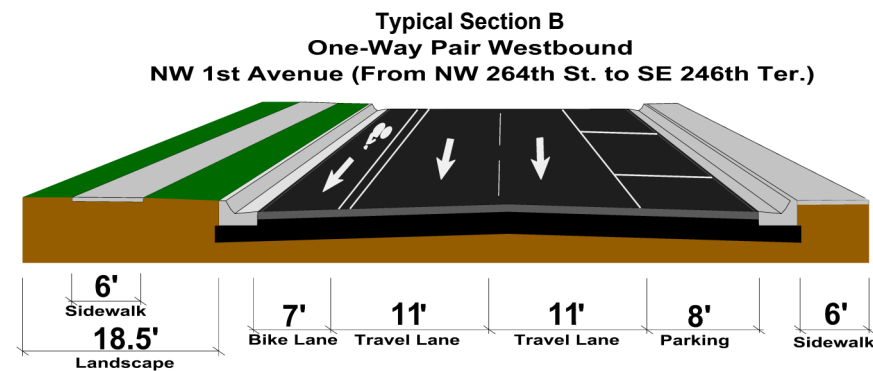 Typical Section B
One-Way Pair Westbound
NW 1st Avenue (From NW 264th St. to SE 246th Ter.)
6'
Sidewalk
18.5'
Landscape
7'
Bike Lane
11'
Travel Lane
11'
Travel Lane
8'
Parking
6'
Sidewalk